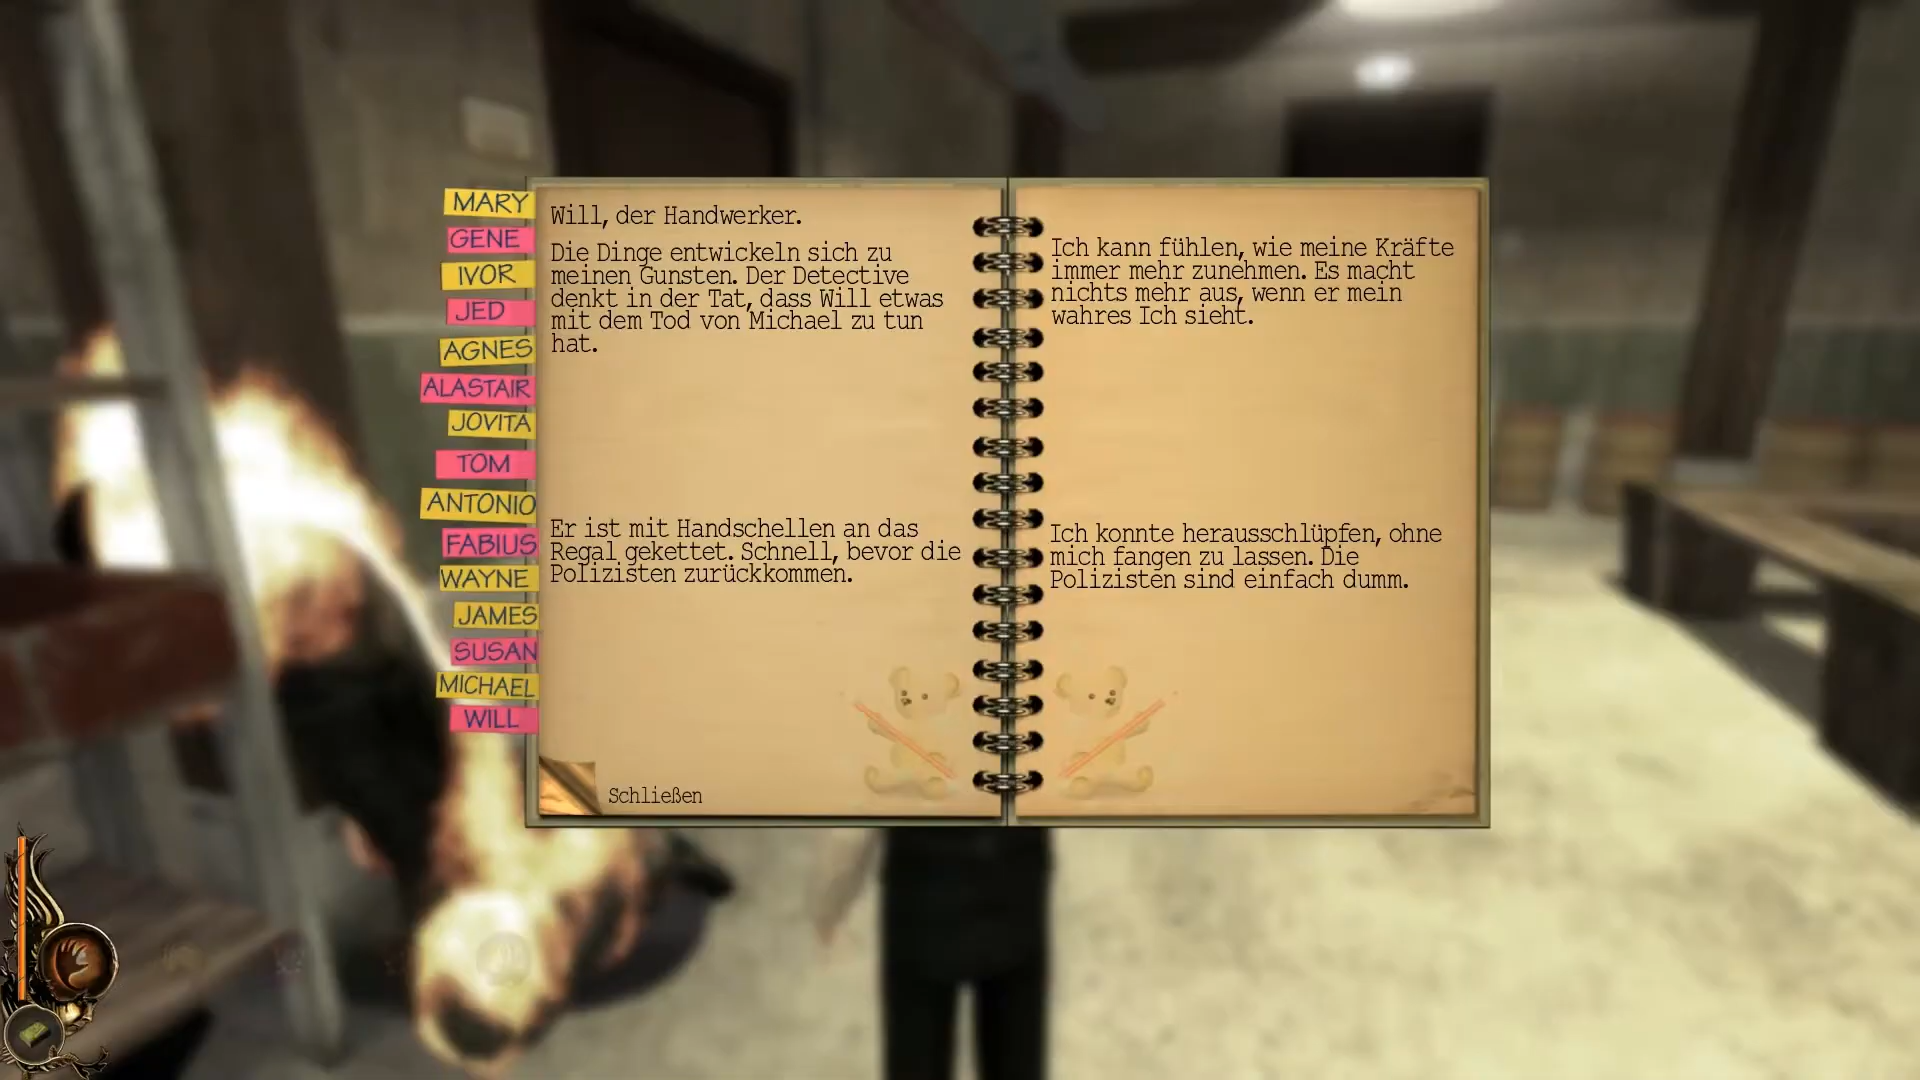 MARY
GENE
IVOR
JED
AGNES
ALASTAIR
JOVITA
TOM
ANTONIO
FABIUS
WAYNE
JAMES
SUSAN
MICHAEL
WILL
Will, der Handwerker.
Die Dinge entwickeln sich zu
meinen Gunsten. Der Detective
denkt in der Tat, dass Will etwas
mit dem Tod von Michael zu tun
hat.
Er ist mit Handschellen an das
Regal gekettet. Schnell, bevor die
Polizisten zurückkommen.
Schließen
Ich kann fühlen, wie meine Kräfte
immer mehr zunehmen. Es macht
nichts mehr aus, wenn er mein
wahres Ich sieht.
Ich konnte herausschlüpfen, ohne
mich fangen zu lassen. Die
Polizisten sind einfach dumm.